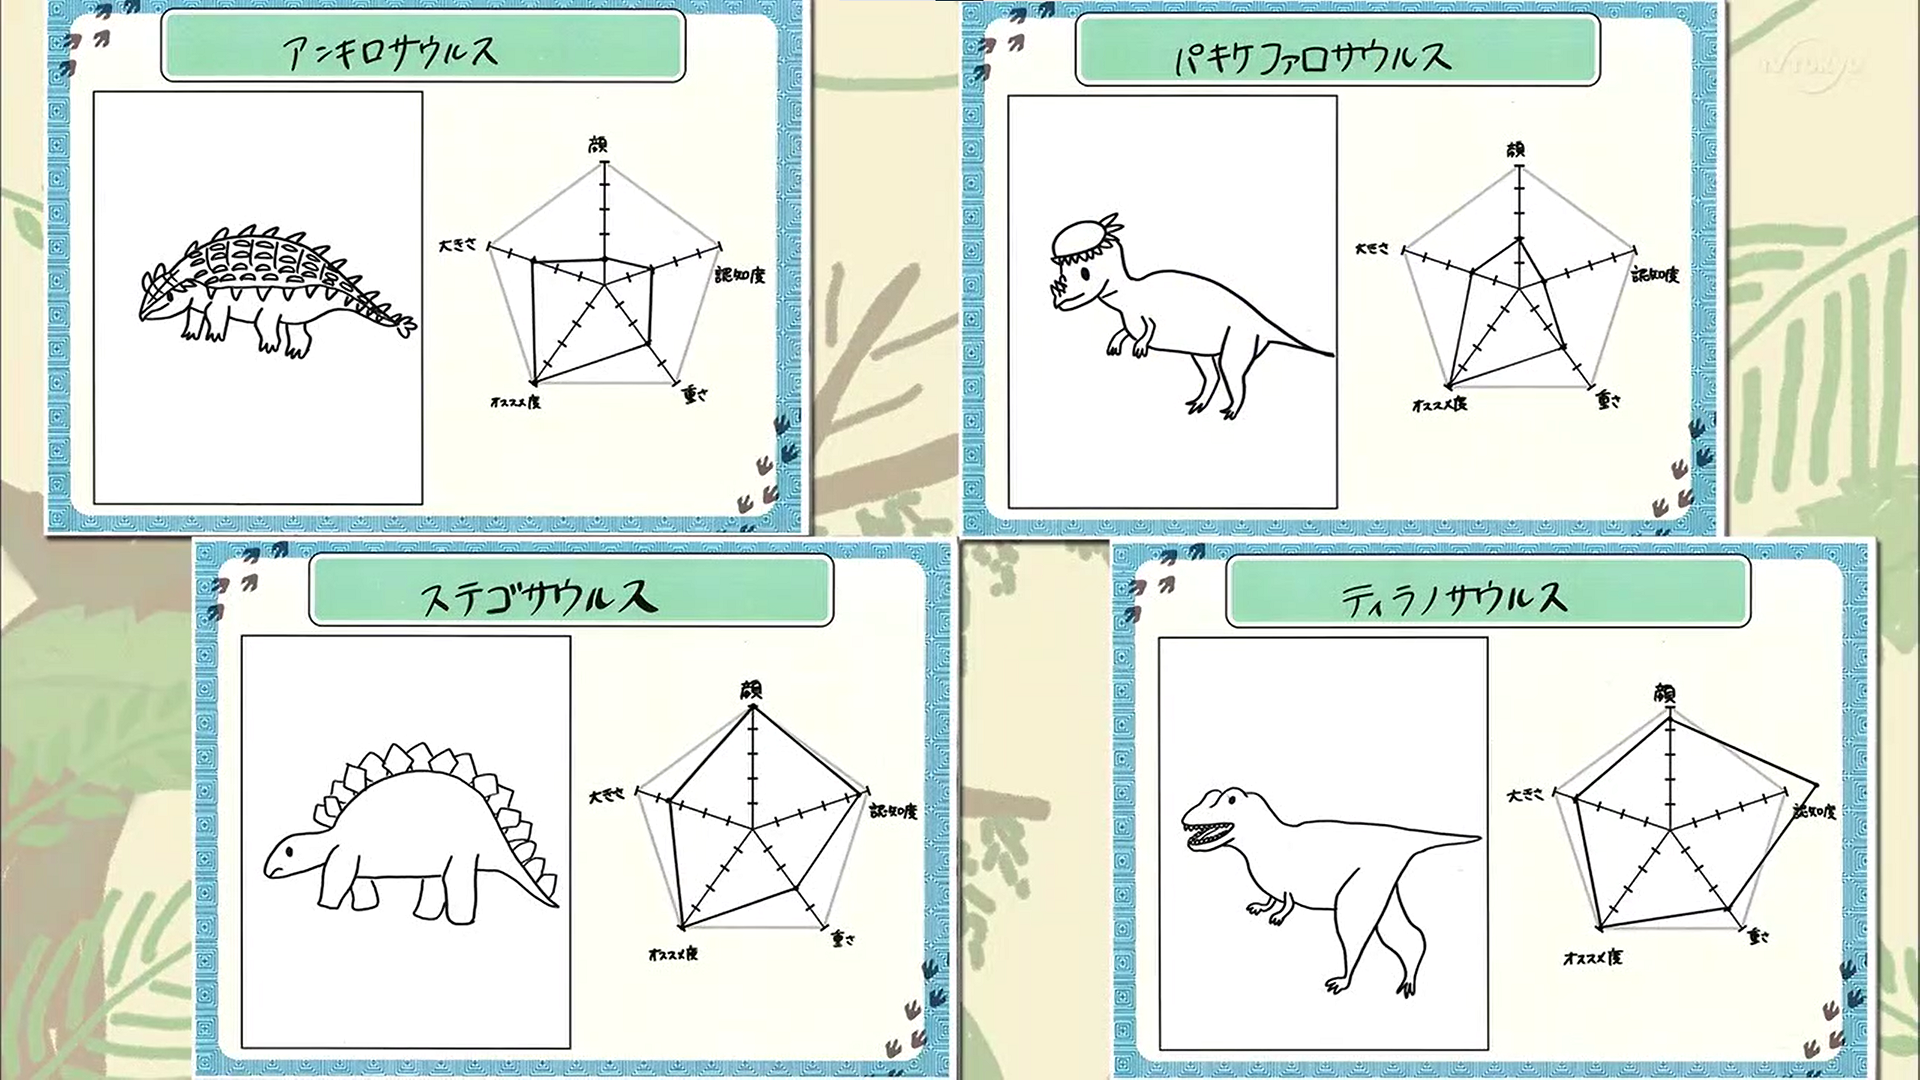 アンキロサウルス
顔
大きさ
認知度
オススメ度
重さ
パキケファロサウルス
TV TOKYO
顔
大きさ
認知度
オススメ度
重さ
ステゴサウルス
顔
大きさ
認知度
オススメ度
重さ
ティラノサウルス
顔
大きさ
認知度
オススメ度
重さ